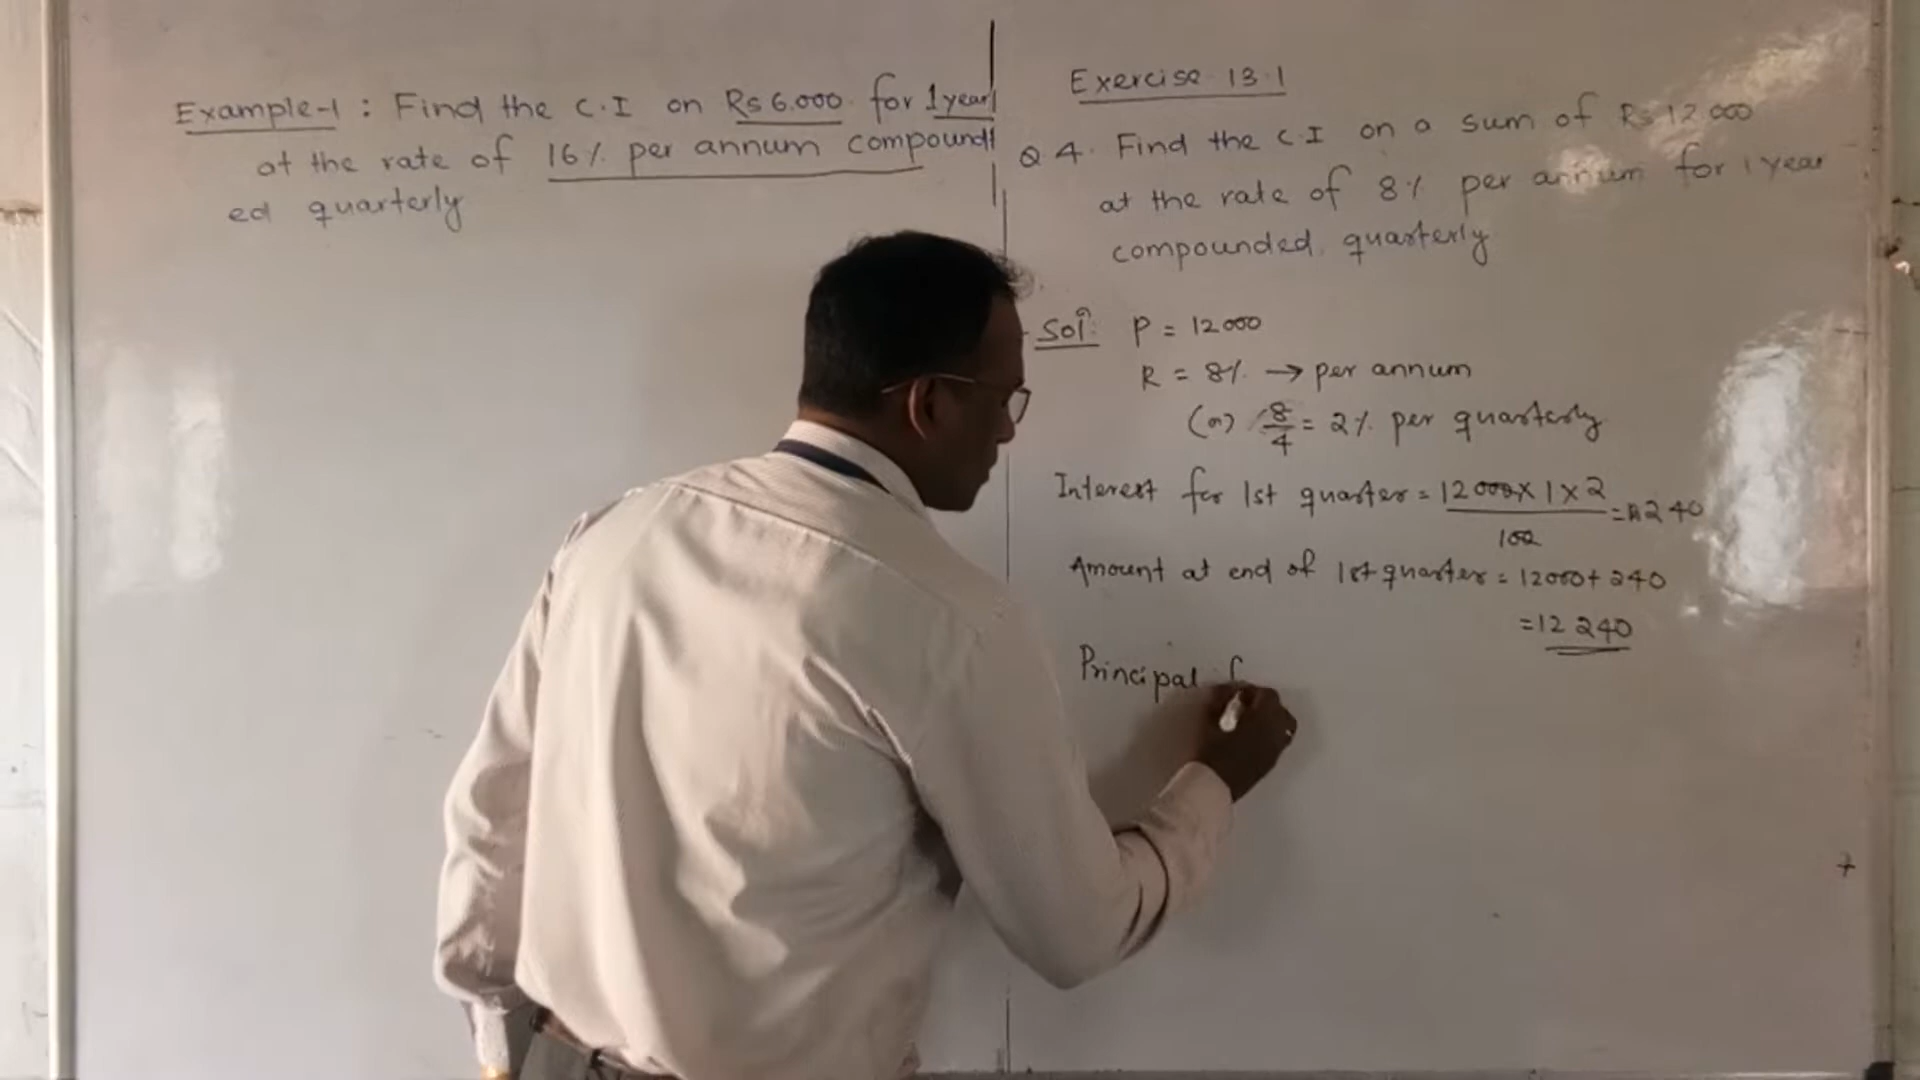 Example-1 : Find the C.I on Rs 6.000 for 1 year
at the rate of 16% per annum compound
ed quarterly
Exercise 13.1
Q 4. Find the C.I on a sum of Rs 12000
at the rate of 8% per annum for 1 year
compounded quarterly
Sol: P = 12000
R = 8% → per annum
(or) 8/4 = 2% per quarterly
Interest for 1st quarter = 12000 x 1 x 2 / 100 = Rs 240
Amount at end of 1st quarter = 12000 + 240
= 12 240
Principal f